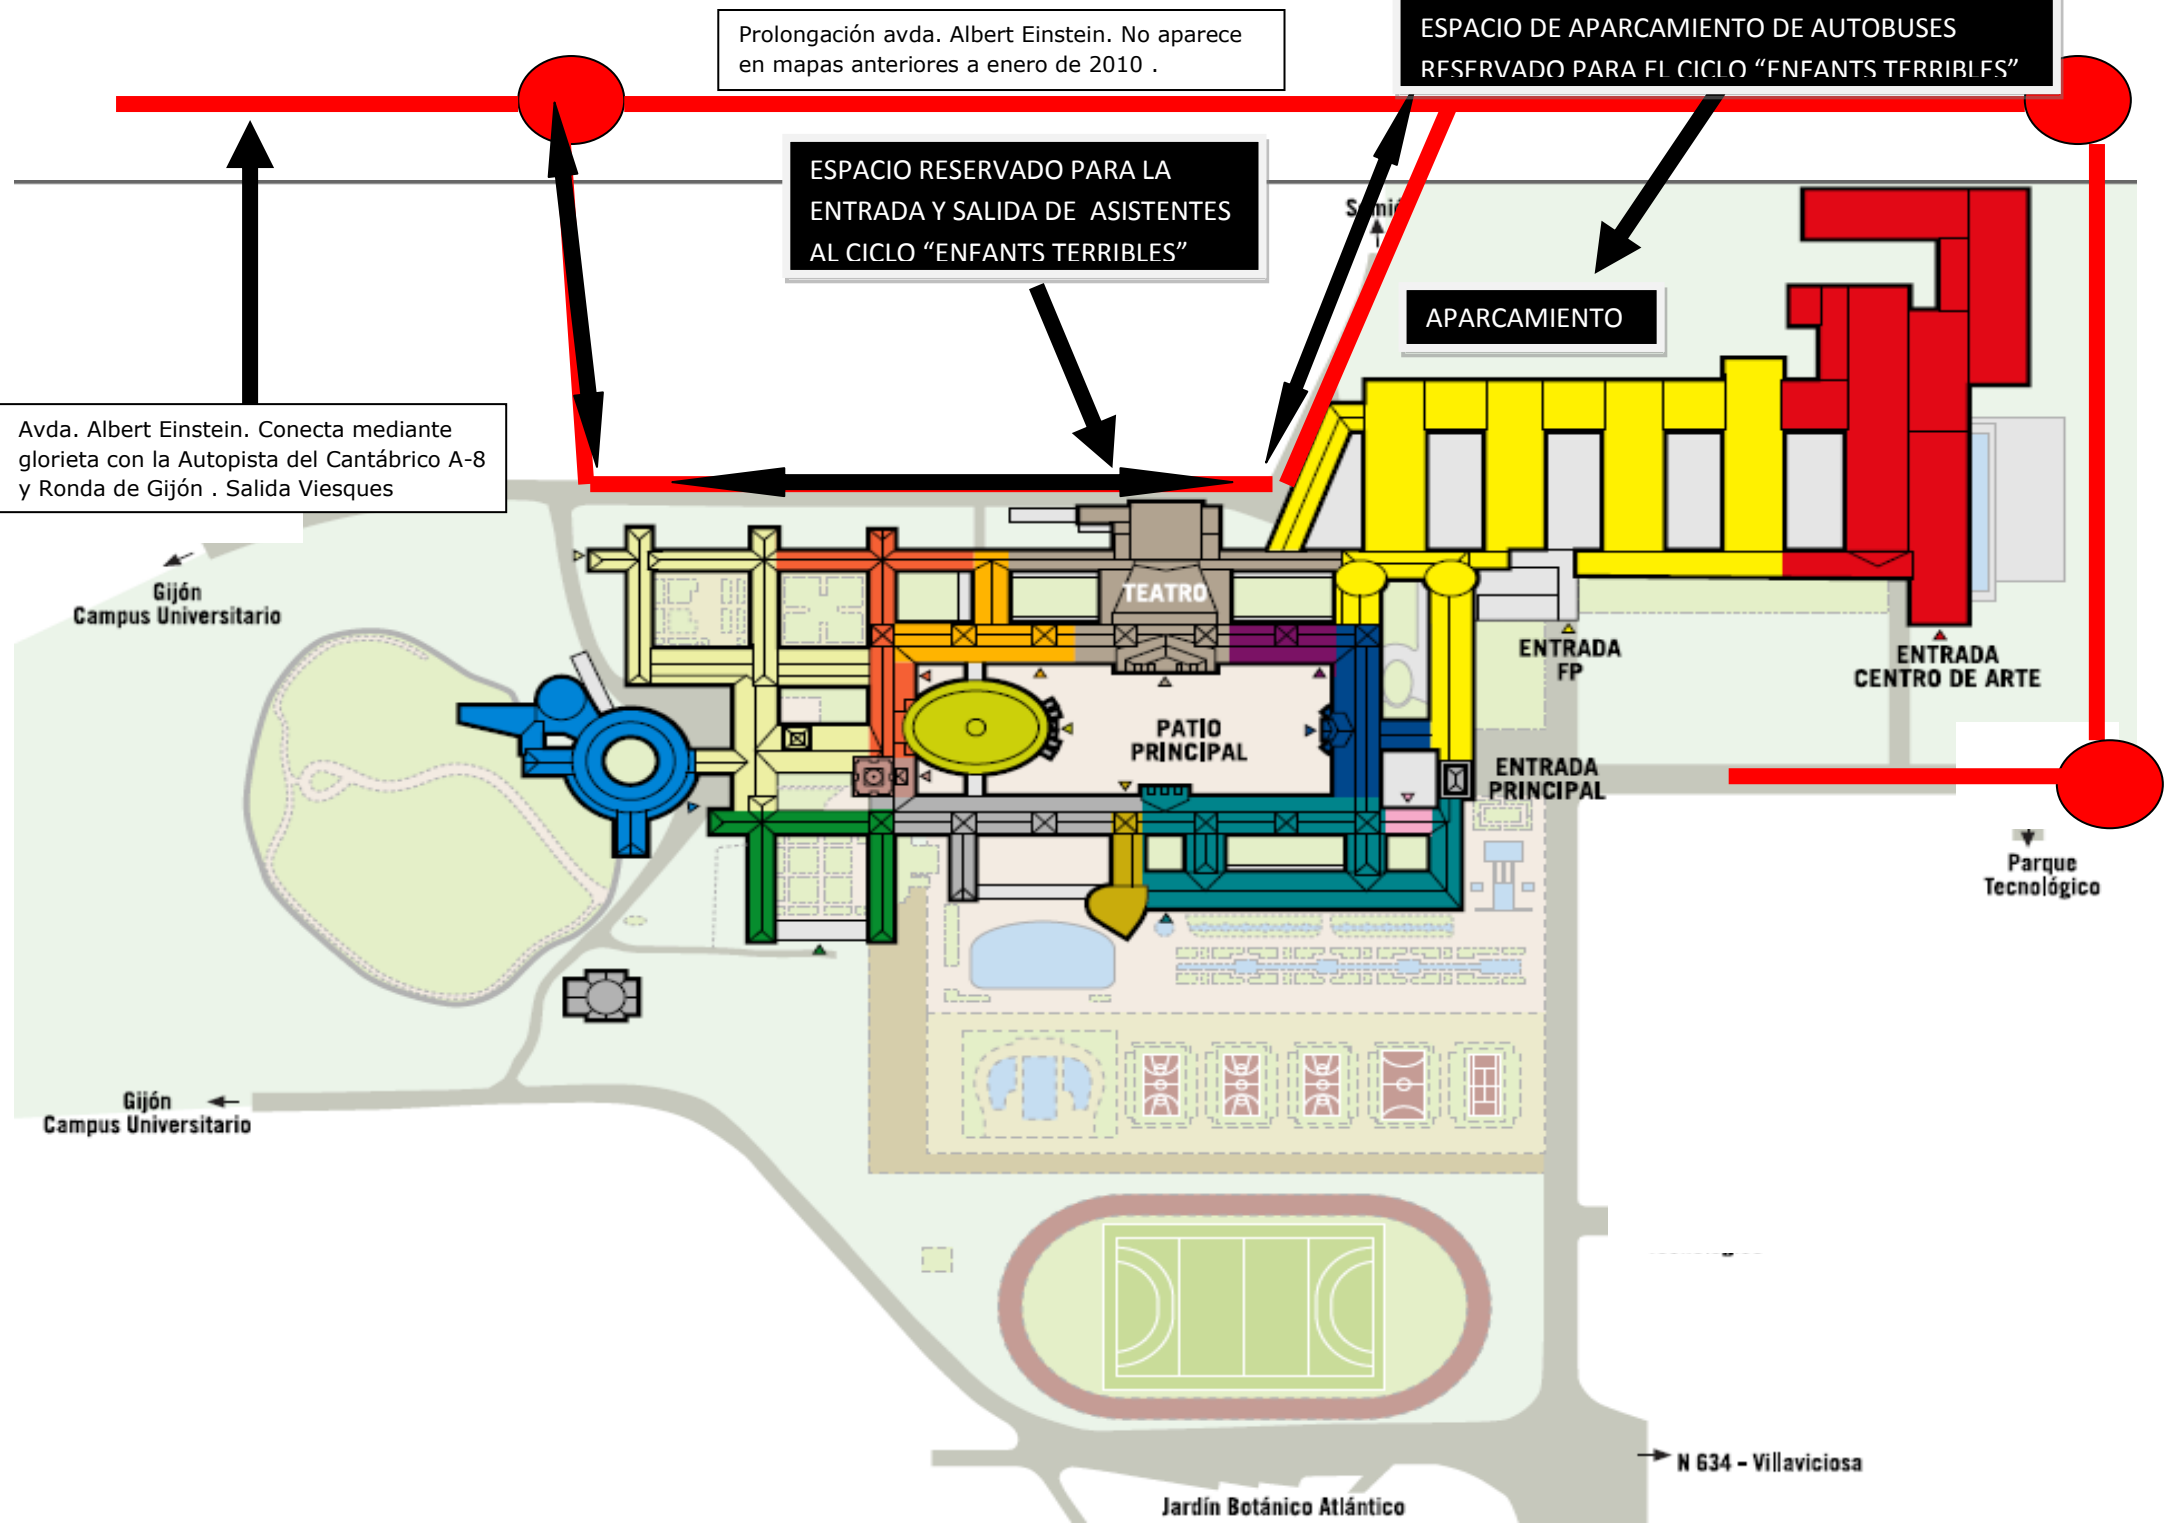 Prolongación avda. Albert Einstein. No aparece
en mapas anteriores a enero de 2010 .
ESPACIO DE APARCAMIENTO DE AUTOBUSES
RESERVADO PARA EL CICLO “ENFANTS TERRIBLES”
ESPACIO RESERVADO PARA LA
ENTRADA Y SALIDA DE ASISTENTES
AL CICLO “ENFANTS TERRIBLES”
APARCAMIENTO
Avda. Albert Einstein. Conecta mediante
glorieta con la Autopista del Cantábrico A-8
y Ronda de Gijón . Salida Viesques
Gijón
Campus Universitario
TEATRO
ENTRADA
FP
ENTRADA
CENTRO DE ARTE
PATIO
PRINCIPAL
ENTRADA
PRINCIPAL
Parque
Tecnológico
Gijón
Campus Universitario
N 634 - Villaviciosa
Jardín Botánico Atlántico